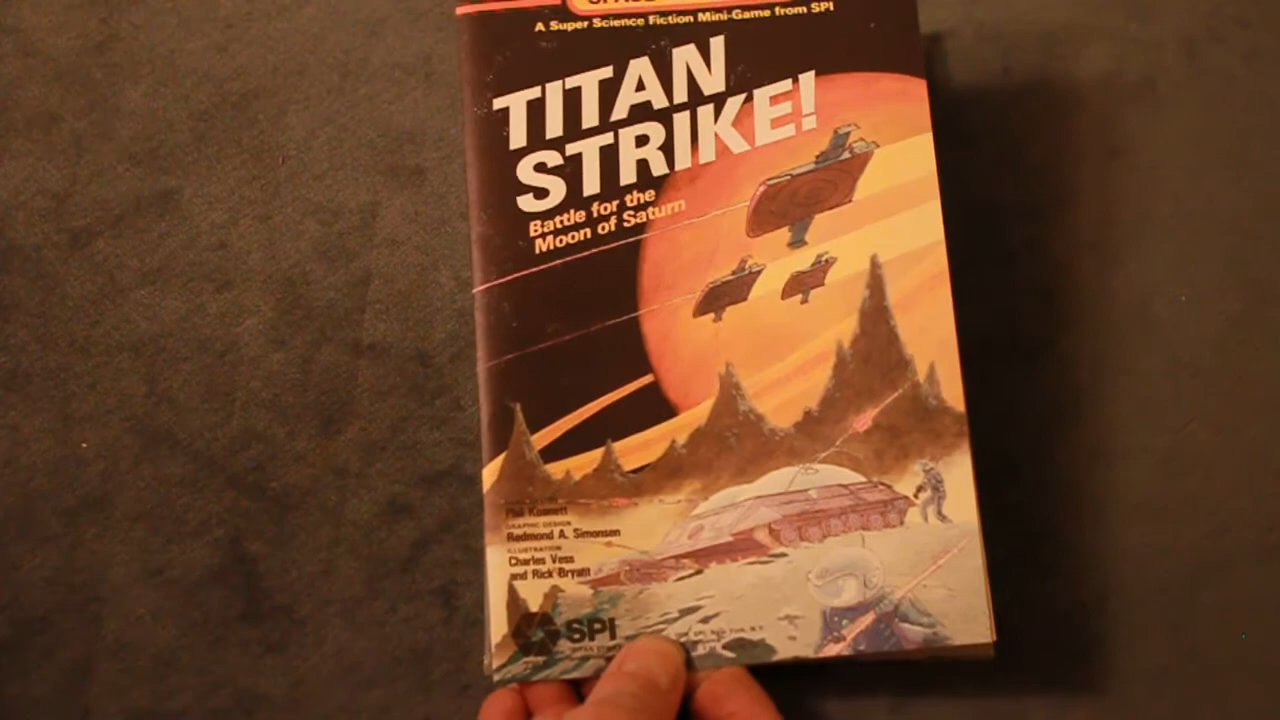 A Super Science Fiction Mini-Game from SPI
TITAN
STRIKE!
Battle for the
Moon of Saturn
Phil Kosnett
GRAPHIC DESIGN
Redmond A. Simonsen
ILLUSTRATION
Charles Vess
and Rick Bryant
SPI